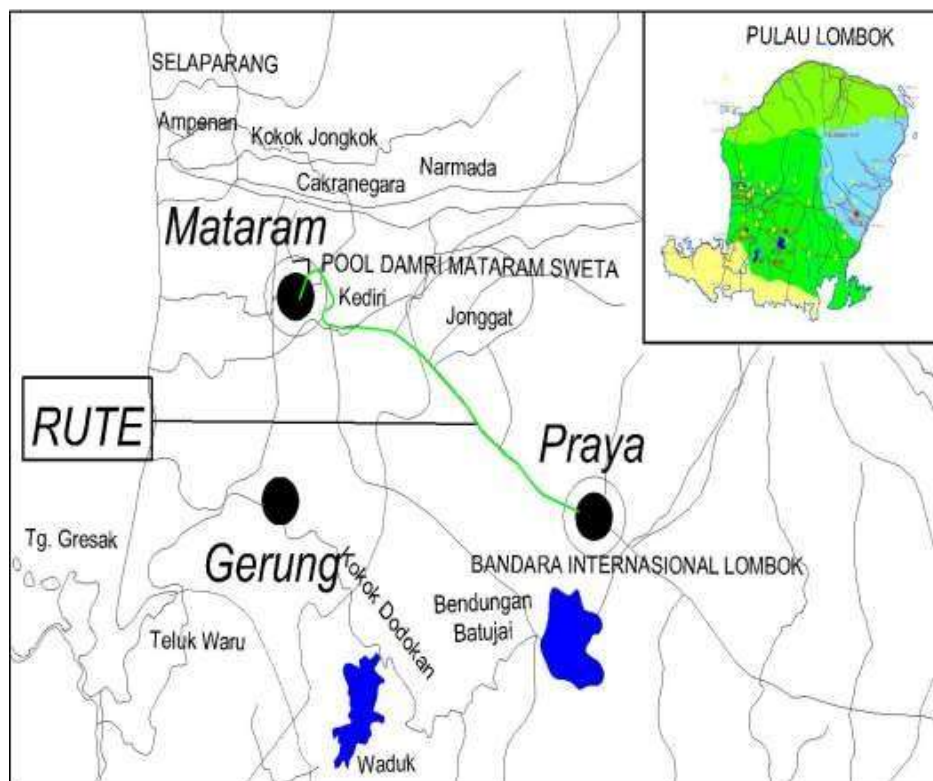 PULAU LOMBOK
SELAPARANG
Ampenan
Kokok Jongkok
Narmada
Cakranegara
Mataram
POOL DAMRI MATARAM SWETA
Kediri
Jonggat
RUTE
Praya
Tg. Gresak
Gerung
BANDARA INTERNASIONAL LOMBOK
Kokok Dodokan
Bendungan
Batujai
Teluk Waru
Waduk